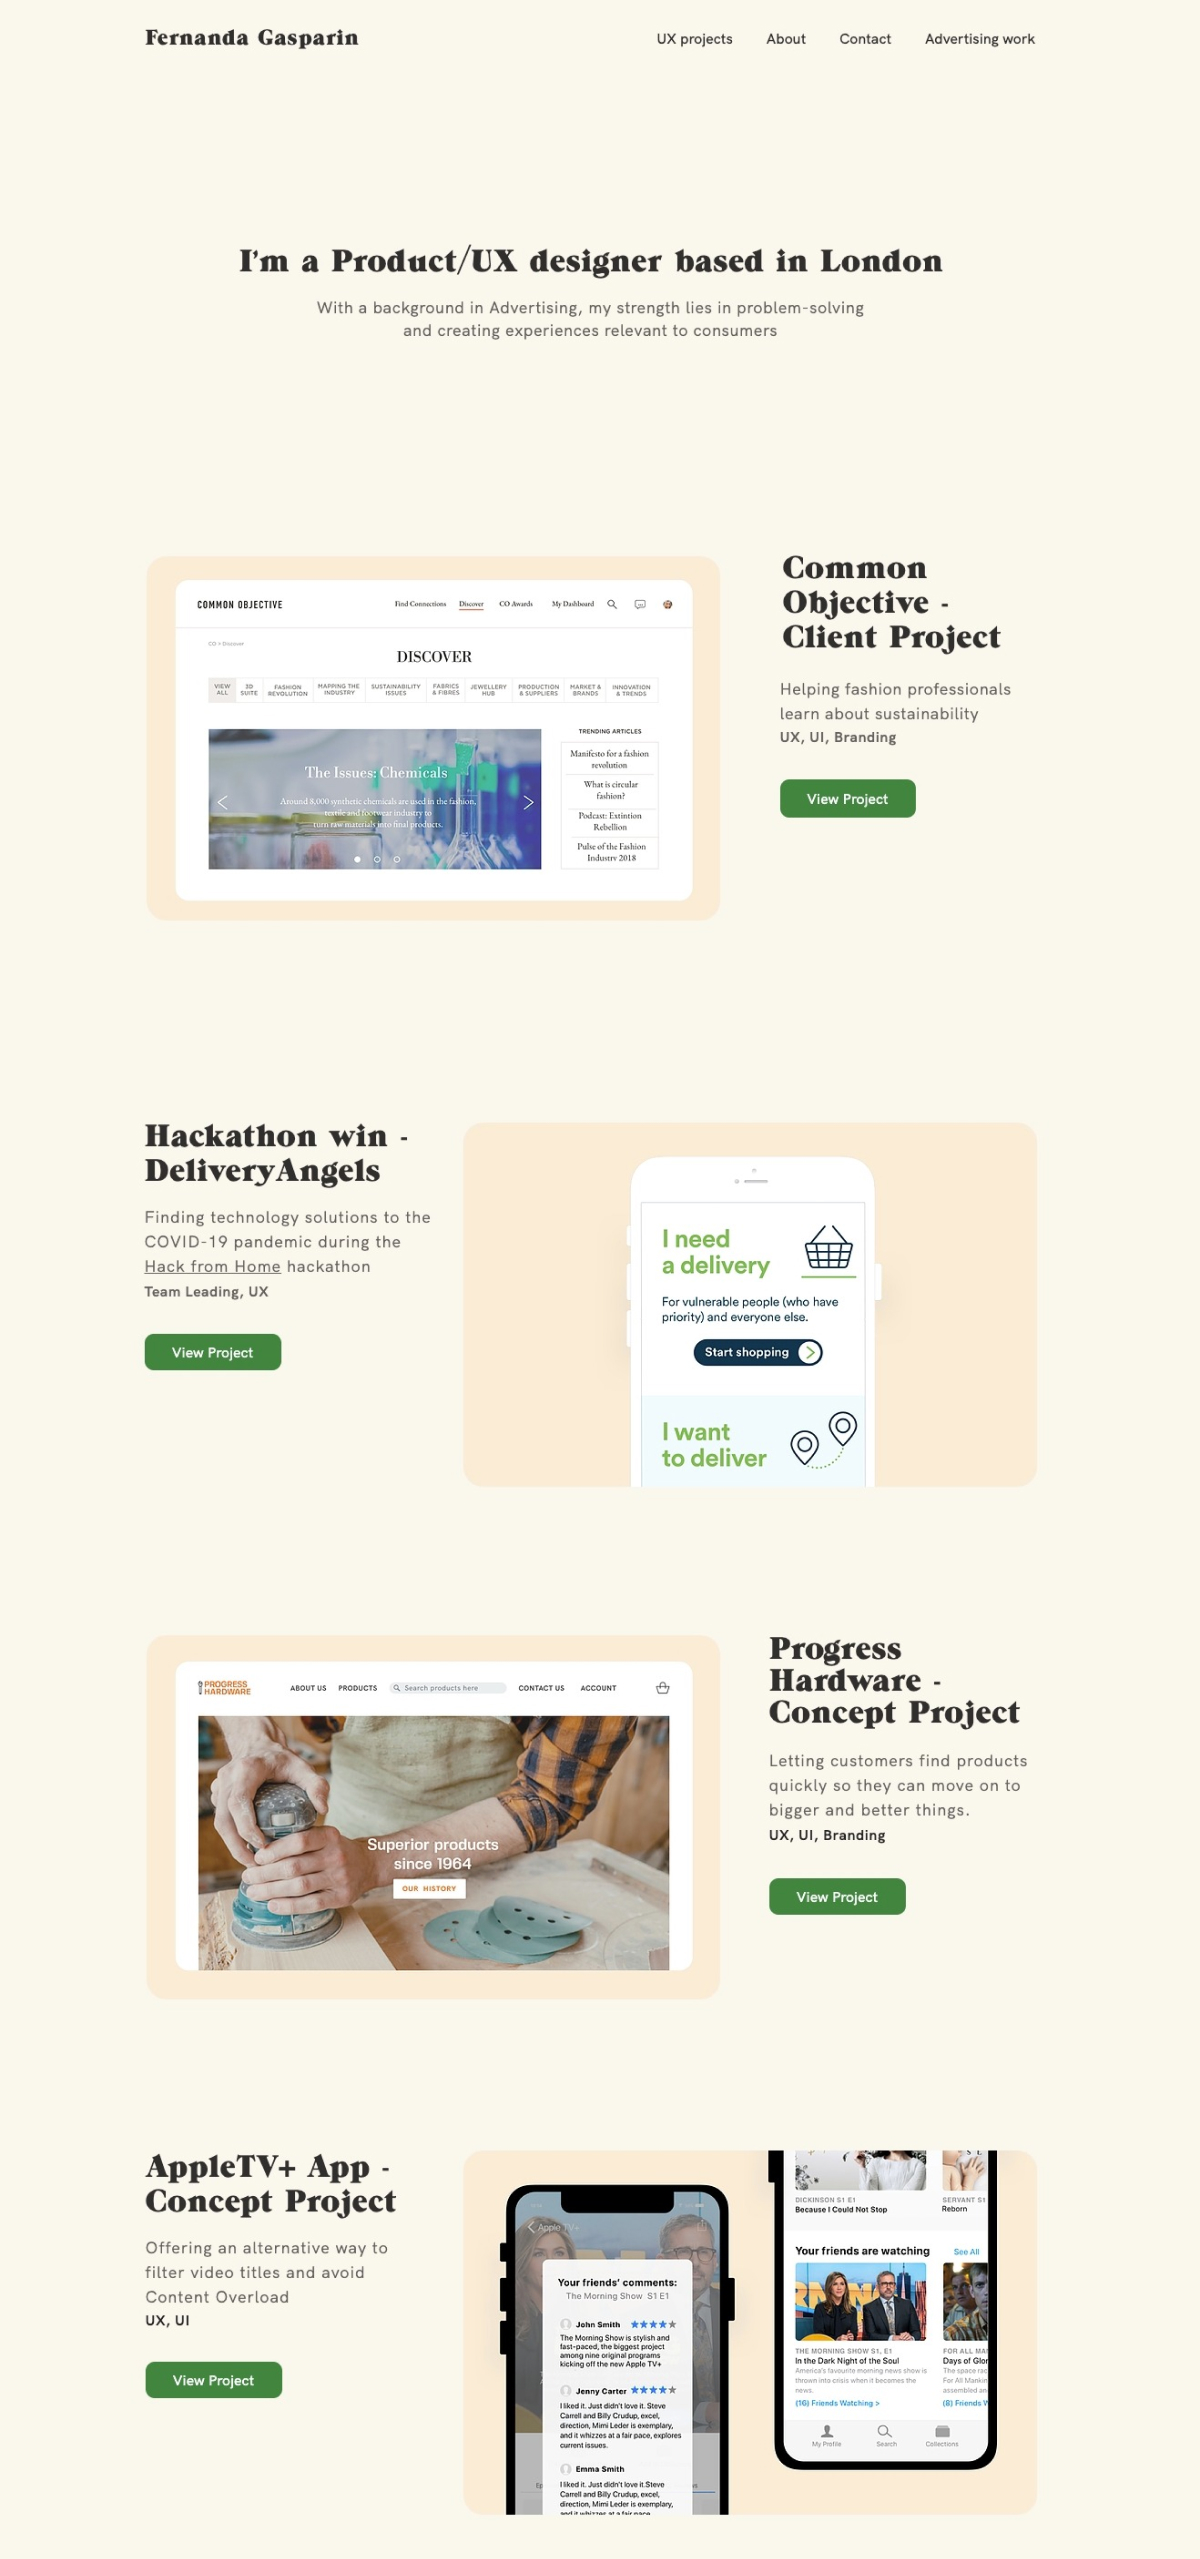 Fernanda Gasparin
UX projects
About
Contact
Advertising work
I'm a Product/UX designer based in London
With a background in Advertising, my strength lies in problem-solving
and creating experiences relevant to consumers
COMMON OBJECTIVE
Find Connections
Discover
CO Awards
My Dashboard
CO > Discover
DISCOVER
VIEW
ALL
3D
SUITE
FASHION
REVOLUTION
MAPPING THE
INDUSTRY
SUSTAINABILITY
ISSUES
FABRICS
& FIBRES
JEWELLERY
HUB
PRODUCTION
& SUPPLIERS
MARKET &
BRANDS
INNOVATION
& TRENDS
The Issues: Chemicals
Around 8,000 synthetic chemicals are used in the fashion,
textile and footwear industry to
turn raw materials into final products.
TRENDING ARTICLES
Manifesto for a fashion
revolution
What is circular
fashion?
Podcast: Extintion
Rebellion
Pulse of the Fashion
Industry 2018
Common
Objective -
Client Project
Helping fashion professionals
learn about sustainability
UX, UI, Branding
View Project
Hackathon win -
DeliveryAngels
Finding technology solutions to the
COVID-19 pandemic during the
Hack from Home hackathon
Team Leading, UX
View Project
I need
a delivery
For vulnerable people (who have
priority) and everyone else.
Start shopping
I want
to deliver
PROGRESS
HARDWARE
ABOUT US
PRODUCTS
Search products here
CONTACT US
ACCOUNT
Superior products
since 1964
OUR HISTORY
Progress
Hardware -
Concept Project
Letting customers find products
quickly so they can move on to
bigger and better things.
UX, UI, Branding
View Project
AppleTV+ App -
Concept Project
Offering an alternative way to
filter video titles and avoid
Content Overload
UX, UI
View Project
Apple TV+
Your friends' comments:
The Morning Show S1 E1
John Smith
The Morning Show is stylish and
fast-paced; the biggest project
among nine original programs
kicking off the new Apple TV+
Jenny Carter
I liked it. Just didn't love it. Steve
Carrell and Billy Crudup, excel,
direction, Mimi Leder is exemplary,
and it whizzes at a fair pace, explores
current issues.
Emma Smith
I liked it. Just didn't love it.Steve
Carrell and Billy Crudup, excel,
direction, Mimi Leder is exemplary,
and it whizzes at a fair pace,
DICKINSON S1 E1
Because I Could Not Stop
SERVANT S1
Reborn
Your friends are watching
See All
THE MORNING SHOW S1, E1
In the Dark Night of the Soul
America's favourite morning news show is
thrown into crisis when it becomes the
news.
(16) Friends Watching >
FOR ALL MA
Days of Glor
The space rac
For All Mankin
assembled an
(8) Friends W
My Profile
Search
Collections